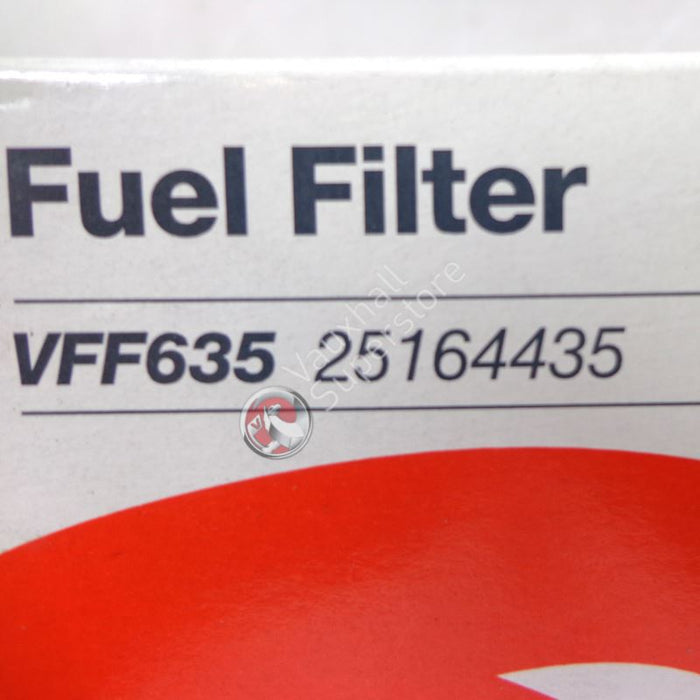 Fuel Filter
VFF635 25164435
Vauxhall
Superstore